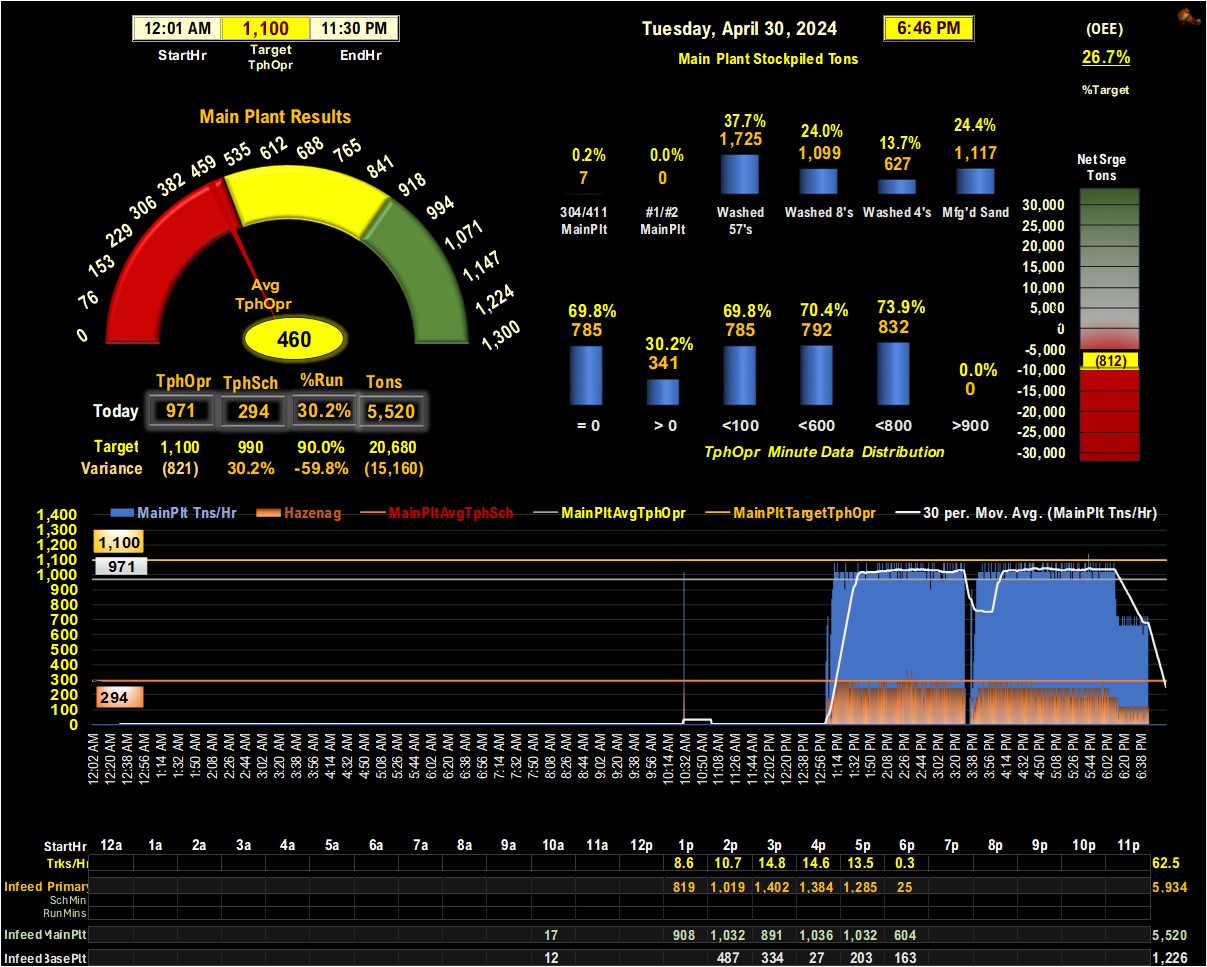 12:01 AM 1,100 11:30 PM
StartHr Target TphOpr EndHr
Tuesday, April 30, 2024 6:46 PM
Main Plant Stockpiled Tons
(OEE)
26.7%
%Target
Main Plant Results
0 76 153 229 306 382 459 535 612 688 765 841 918 994 1,071 1,147 1,224 1,300
Avg
TphOpr
460
TphOpr TphSch %Run Tons
Today 971 294 30.2% 5,520
Target 1,100 990 90.0% 20,680
Variance (821) 30.2% -59.8% (15,160)
0.2% 0.0% 37.7% 24.0% 13.7% 24.4%
7 0 1,725 1,099 627 1,117
304/411 MainPlt #1/#2 MainPlt Washed 57's Washed 8's Washed 4's Mfg'd Sand
69.8% 30.2% 69.8% 70.4% 73.9% 0.0%
785 341 785 792 832 0
= 0 > 0 <100 <600 <800 >900
TphOpr Minute Data Distribution
Net Srge
Tons
30,000
25,000
20,000
15,000
10,000
5,000
0
-5,000
(812)
-10,000
-15,000
-20,000
-25,000
-30,000
MainPlt Tns/Hr Hazenag MainPltAvgTphSch MainPltAvgTphOpr MainPltTargetTphOpr 30 per. Mov. Avg. (MainPlt Tns/Hr)
1,400
1,300
1,200
1,100
1,000
900
800
700
600
500
400
300
200
100
0
1,100
971
294
12:02 AM 12:20 AM 12:38 AM 12:56 AM 1:14 AM 1:32 AM 1:50 AM 2:08 AM 2:26 AM 2:44 AM 3:02 AM 3:20 AM 3:38 AM 3:56 AM 4:14 AM 4:32 AM 4:50 AM 5:08 AM 5:26 AM 5:44 AM 6:02 AM 6:20 AM 6:38 AM 6:56 AM 7:14 AM 7:32 AM 7:50 AM 8:08 AM 8:26 AM 8:44 AM 9:02 AM 9:20 AM 9:38 AM 9:56 AM 10:14 AM 10:32 AM 10:50 AM 11:08 AM 11:26 AM 11:44 AM 12:02 PM 12:20 PM 12:38 PM 12:56 PM 1:14 PM 1:32 PM 1:50 PM 2:08 PM 2:26 PM 2:44 PM 3:02 PM 3:20 PM 3:38 PM 3:56 PM 4:14 PM 4:32 PM 4:50 PM 5:08 PM 5:26 PM 5:44 PM 6:02 PM 6:20 PM 6:38 PM
StartHr 12a 1a 2a 3a 4a 5a 6a 7a 8a 9a 10a 11a 12p 1p 2p 3p 4p 5p 6p 7p 8p 9p 10p 11p
Trks/Hr 8.6 10.7 14.8 14.6 13.5 0.3 62.5
Infeed Primary 819 1,019 1,402 1,384 1,285 25 5,934
SchMin
RunMins
Infeed MainPlt 17 908 1,032 891 1,036 1,032 604 5,520
Infeed BasePlt 12 487 334 27 203 163 1,226